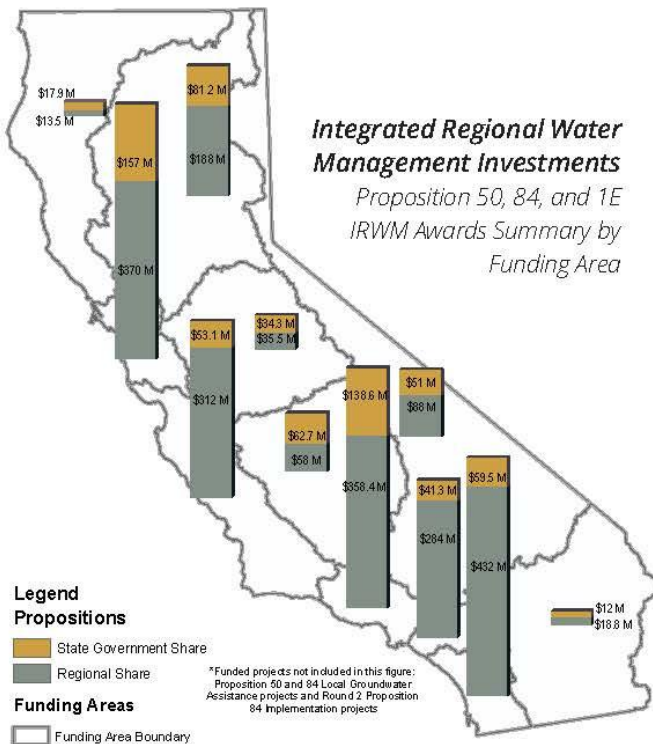 Integrated Regional Water
Management Investments
Proposition 50, 84, and 1E
IRWM Awards Summary by
Funding Area
$17.9 M
$13.5 M
$81.2 M
$188 M
$157 M
$370 M
$53.1 M
$312 M
$34.3 M
$35.5 M
$62.7 M
$58 M
$138.6 M
$358.4 M
$51 M
$88 M
$41.3 M
$284 M
$59.5 M
$432 M
$12 M
$18.8 M
Legend
Propositions
State Government Share
Regional Share
Funding Areas
Funding Area Boundary
*Funded projects not included in this figure:
Proposition 50 and 84 Local Groundwater
Assistance projects and Round 2 Proposition
84 Implementation projects